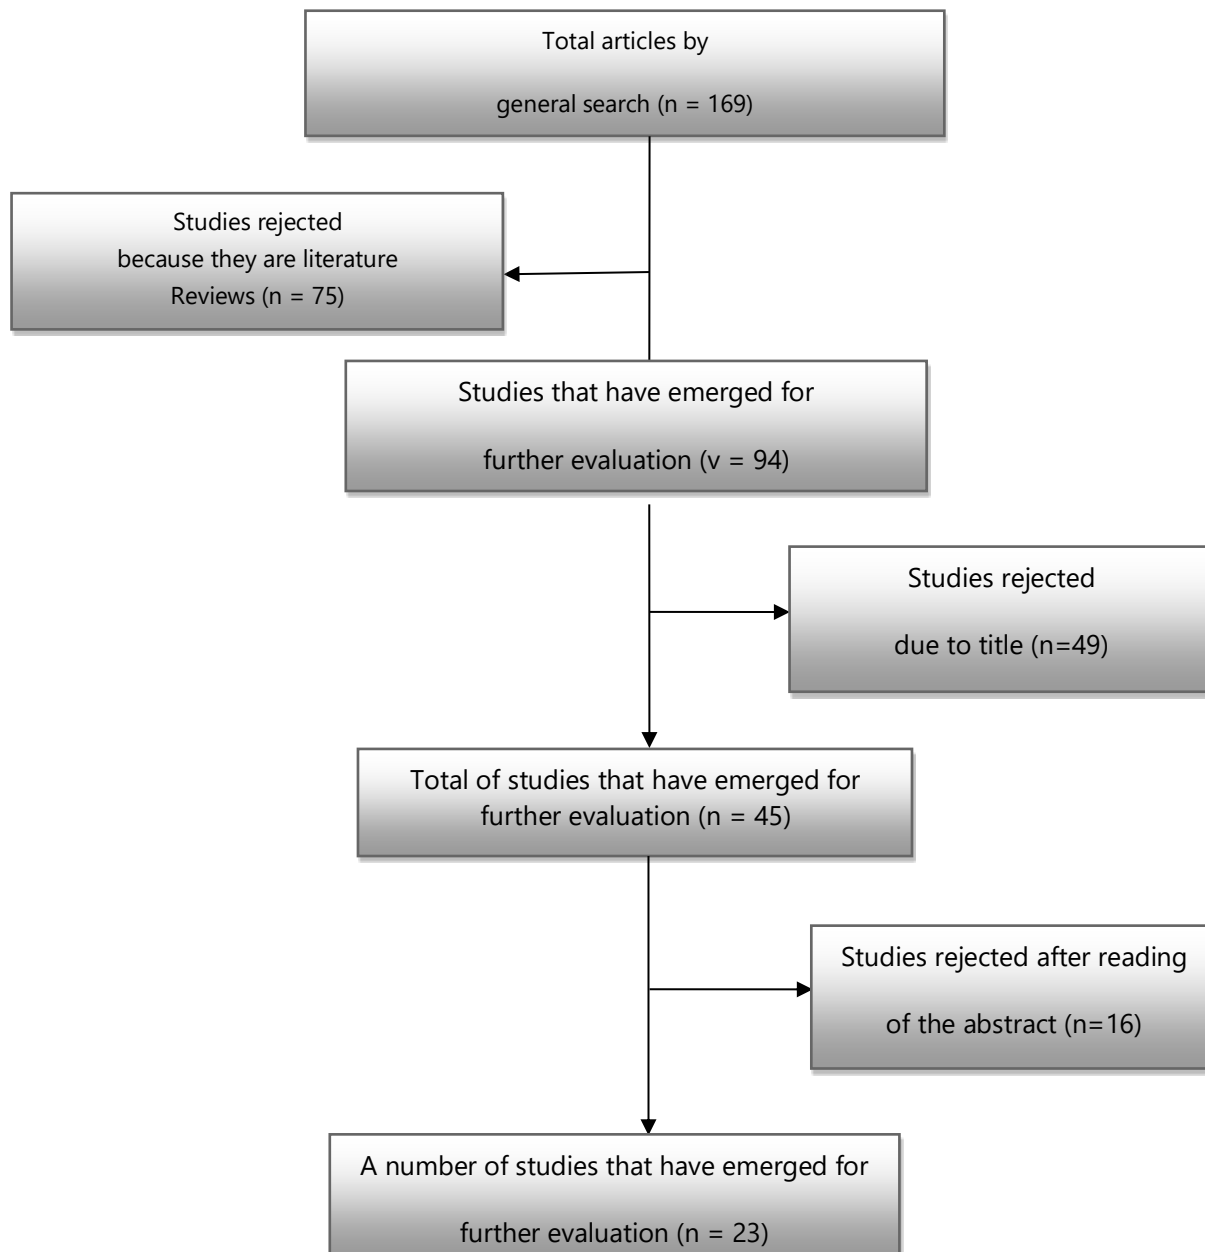 Total articles by
general search (n = 169)
Studies rejected
because they are literature
Reviews (n = 75)
Studies that have emerged for
further evaluation (v = 94)
Studies rejected
due to title (n=49)
Total of studies that have emerged for
further evaluation (n = 45)
Studies rejected after reading
of the abstract (n=16)
A number of studies that have emerged for
further evaluation (n = 23)